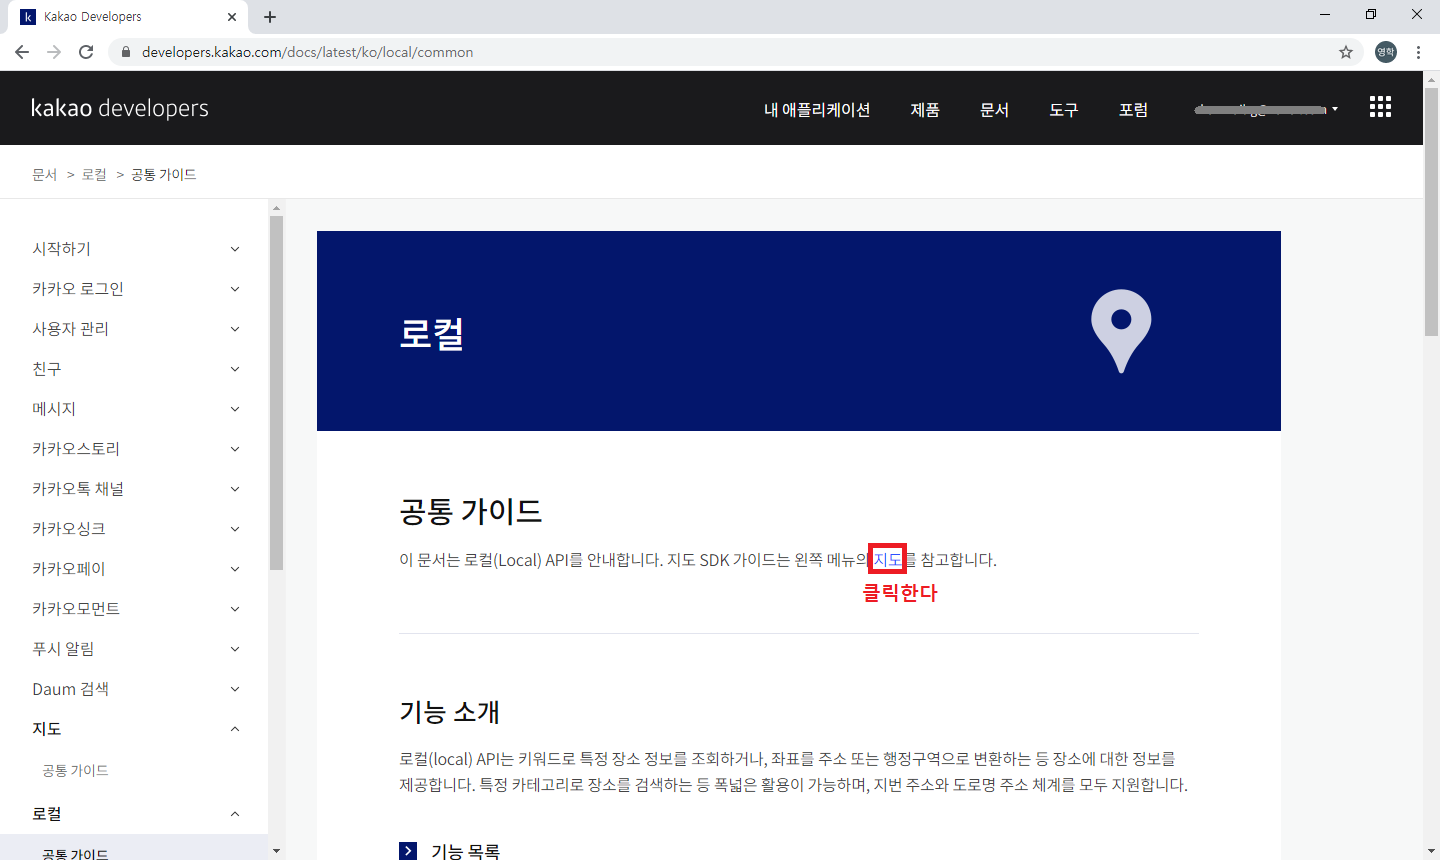 k Kakao Developers
developers.kakao.com/docs/latest/ko/local/common
영학
kakao developers
내 애플리케이션 제품 문서 도구 포럼
문서 > 로컬 > 공통 가이드
시작하기
카카오 로그인
사용자 관리
친구
메시지
카카오스토리
카카오톡 채널
카카오싱크
카카오페이
카카오모먼트
푸시 알림
Daum 검색
지도
공통 가이드
로컬
공통 가이드
로컬
공통 가이드
이 문서는 로컬(Local) API를 안내합니다. 지도 SDK 가이드는 왼쪽 메뉴의 지도를 참고합니다.
클릭한다
기능 소개
로컬(local) API는 키워드로 특정 장소 정보를 조회하거나, 좌표를 주소 또는 행정구역으로 변환하는 등 장소에 대한 정보를
제공합니다. 특정 카테고리로 장소를 검색하는 등 폭넓은 활용이 가능하며, 지번 주소와 도로명 주소 체계를 모두 지원합니다.
기능 목록